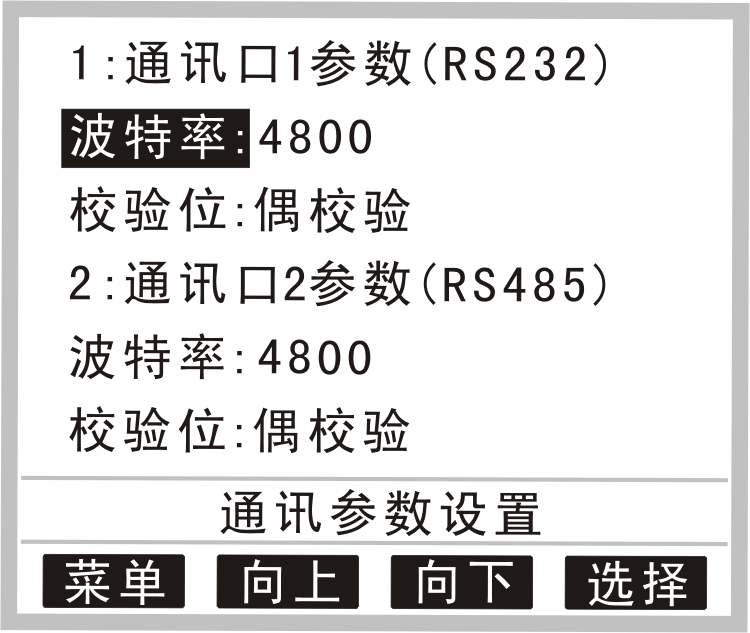 1:通讯口1参数(RS232)
波特率:4800
校验位:偶校验
2:通讯口2参数(RS485)
波特率:4800
校验位:偶校验
通讯参数设置
菜单 向上 向下 选择